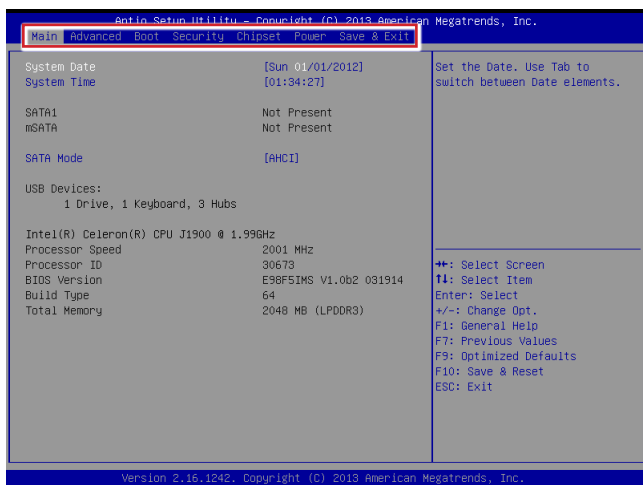 Aptio Setup Utility – Copyright (C) 2013 American Megatrends, Inc.
Main Advanced Boot Security Chipset Power Save & Exit
System Date [Sun 01/01/2012]
System Time [01:34:27]
SATA1 Not Present
mSATA Not Present
SATA Mode [AHCI]
USB Devices:
1 Drive, 1 Keyboard, 3 Hubs
Intel(R) Celeron(R) CPU J1900 @ 1.99GHz
Processor Speed 2001 MHz
Processor ID 30673
BIOS Version E98F5IMS V1.0b2 031914
Build Type 64
Total Memory 2048 MB (LPDDR3)
Set the Date. Use Tab to
switch between Date elements.
→←: Select Screen
↑↓: Select Item
Enter: Select
+/-: Change Opt.
F1: General Help
F7: Previous Values
F9: Optimized Defaults
F10: Save & Reset
ESC: Exit
Version 2.16.1242. Copyright (C) 2013 American Megatrends, Inc.